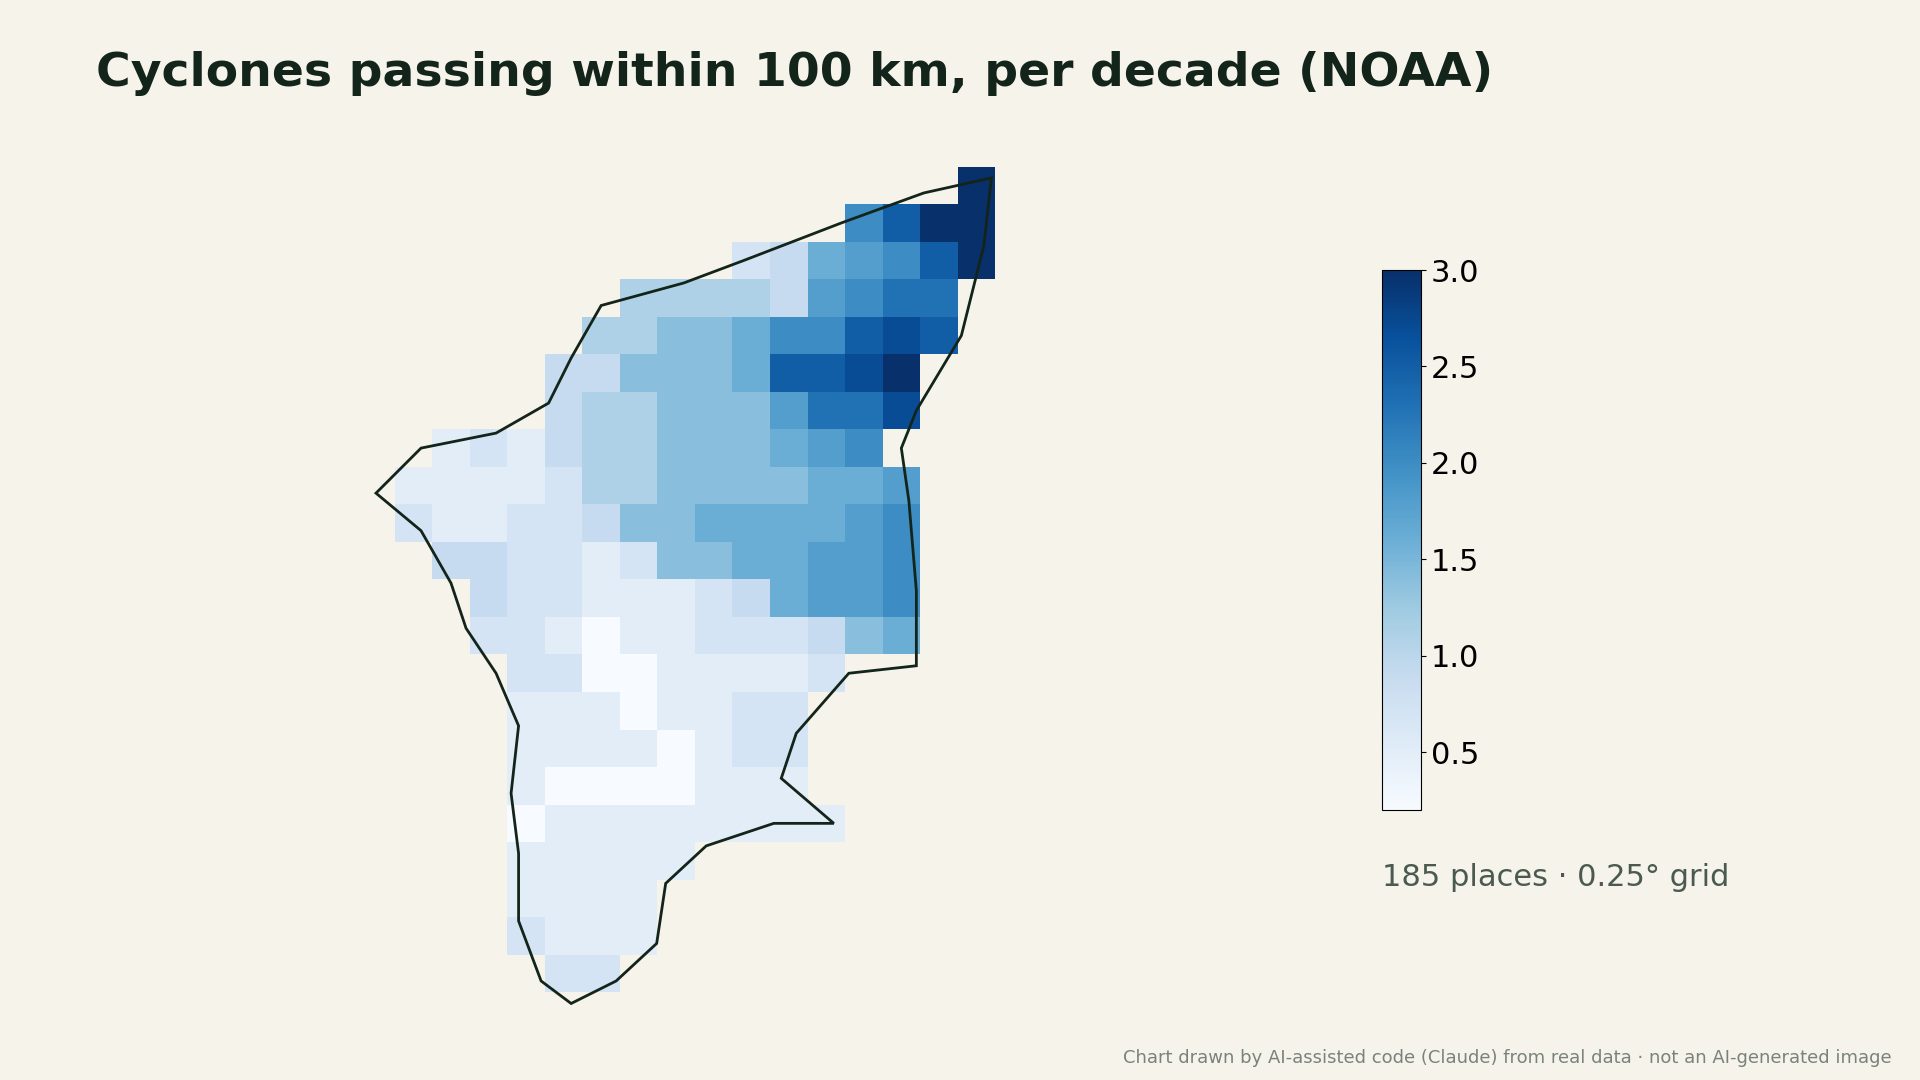 Cyclones passing within 100 km, per decade (NOAA)
3.0
2.5
2.0
1.5
1.0
0.5
185 places · 0.25° grid
Chart drawn by AI-assisted code (Claude) from real data · not an AI-generated image